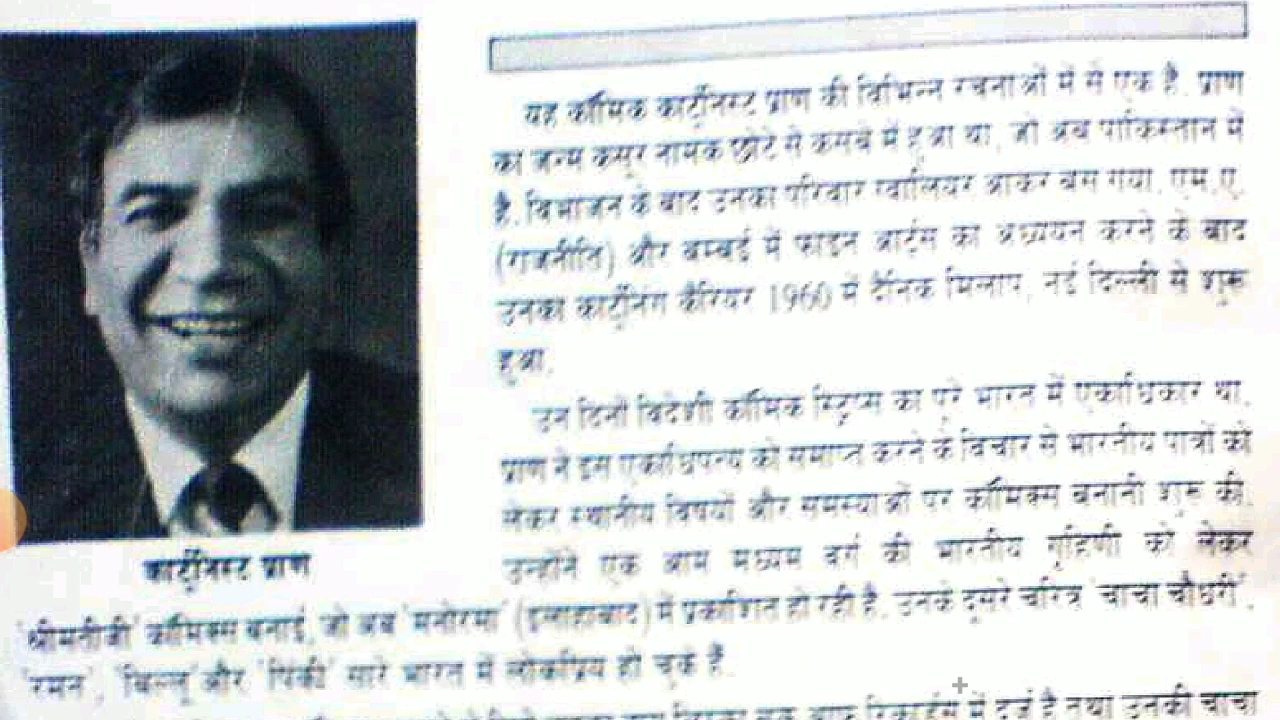 यह कॉमिक कार्टूनिस्ट प्राण की विभिन्न रचनाओं में से एक है. प्राण
का जन्म कसूर नामक छोटे से कसबे में हुआ था, जो अब पाकिस्तान में
है. विभाजन के बाद उनका परिवार ग्वालियर आकर बस गया. एम.ए.
(राजनीति) और बम्बई में फाइन आर्ट्स का अध्ययन करने के बाद
उनका कार्टूनिंग कैरियर 1960 में दैनिक मिलाप, नई दिल्ली से शुरू
हुआ.
उन दिनों विदेशी कॉमिक स्ट्रिप्स का पूरे भारत में एकाधिकार था.
प्राण ने इस एकाधिपत्य को समाप्त करने के विचार से भारतीय पात्रों को
लेकर स्थानीय विषयों और समस्याओं पर कॉमिक्स बनानी शुरू की.
उन्होंने एक आम मध्यम वर्ग की भारतीय गृहिणी को लेकर
कार्टूनिस्ट प्राण
'श्रीमतीजी' कॉमिक्स बनाई, जो अब 'मनोरमा' (इलाहाबाद) में प्रकाशित हो रही है. उनके दूसरे चरित्र 'चाचा चौधरी',
'रमन', 'बिल्लू' और 'पिंकी' सारे भारत में लोकप्रिय हो चुके हैं.
रिकार्ड्स में दर्ज है तथा उनकी चाचा